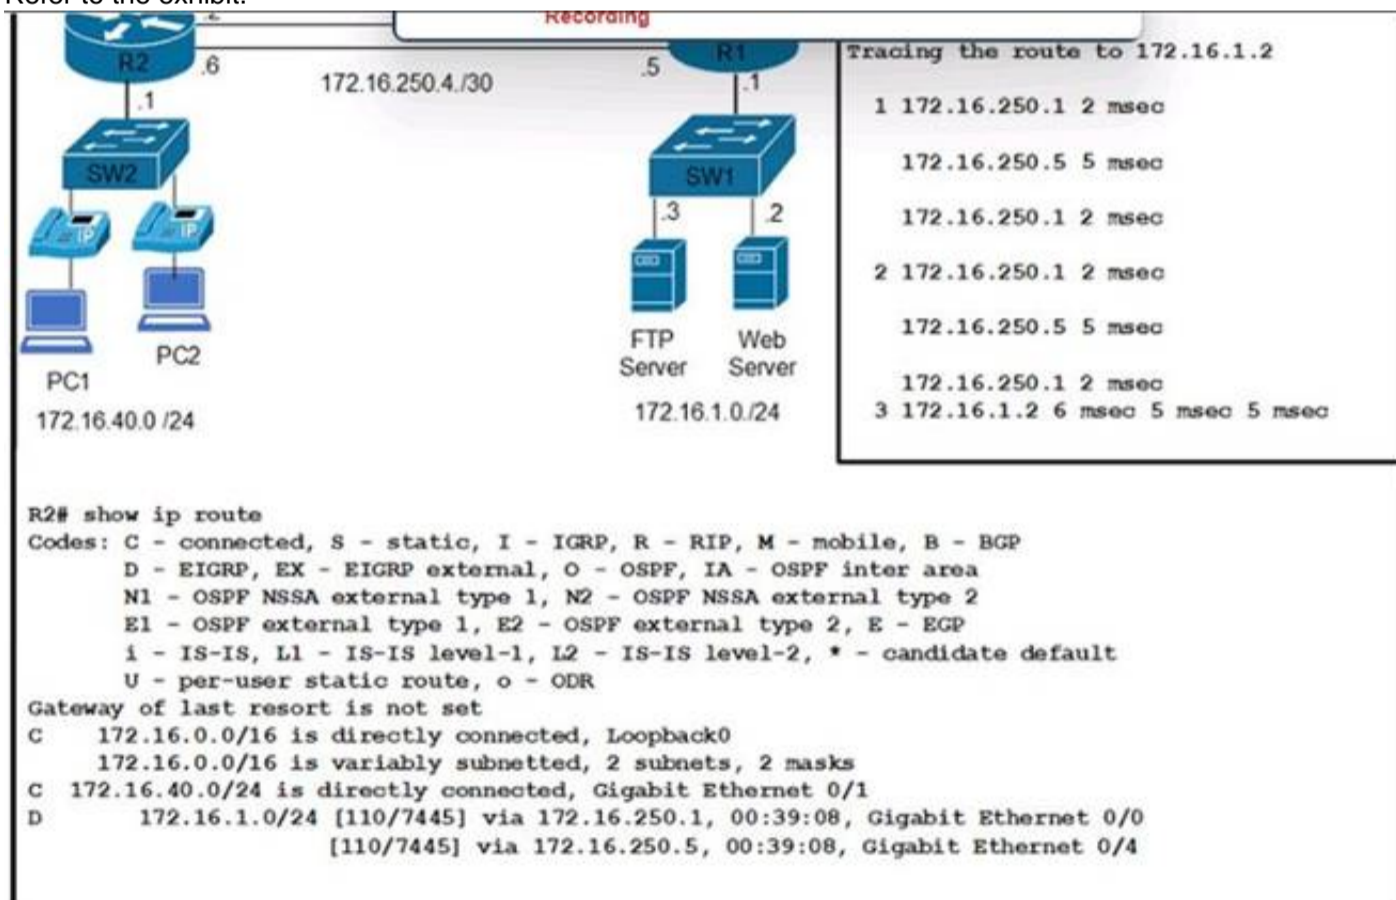 Refer to the exhibit.
Recording
R2
.6
172.16.250.4./30
.5
R1
.1
.1
SW2
SW1
.3
.2
IP
IP
PC1
PC2
172.16.40.0 /24
FTP
Server
Web
Server
172.16.1.0./24
Tracing the route to 172.16.1.2
1 172.16.250.1 2 msec
172.16.250.5 5 msec
172.16.250.1 2 msec
2 172.16.250.1 2 msec
172.16.250.5 5 msec
172.16.250.1 2 msec
3 172.16.1.2 6 msec 5 msec 5 msec
R2# show ip route
Codes: C - connected, S - static, I - IGRP, R - RIP, M - mobile, B - BGP
D - EIGRP, EX - EIGRP external, O - OSPF, IA - OSPF inter area
N1 - OSPF NSSA external type 1, N2 - OSPF NSSA external type 2
E1 - OSPF external type 1, E2 - OSPF external type 2, E - EGP
i - IS-IS, L1 - IS-IS level-1, L2 - IS-IS level-2, * - candidate default
U - per-user static route, o - ODR
Gateway of last resort is not set
C 172.16.0.0/16 is directly connected, Loopback0
172.16.0.0/16 is variably subnetted, 2 subnets, 2 masks
C 172.16.40.0/24 is directly connected, Gigabit Ethernet 0/1
D 172.16.1.0/24 [110/7445] via 172.16.250.1, 00:39:08, Gigabit Ethernet 0/0
[110/7445] via 172.16.250.5, 00:39:08, Gigabit Ethernet 0/4